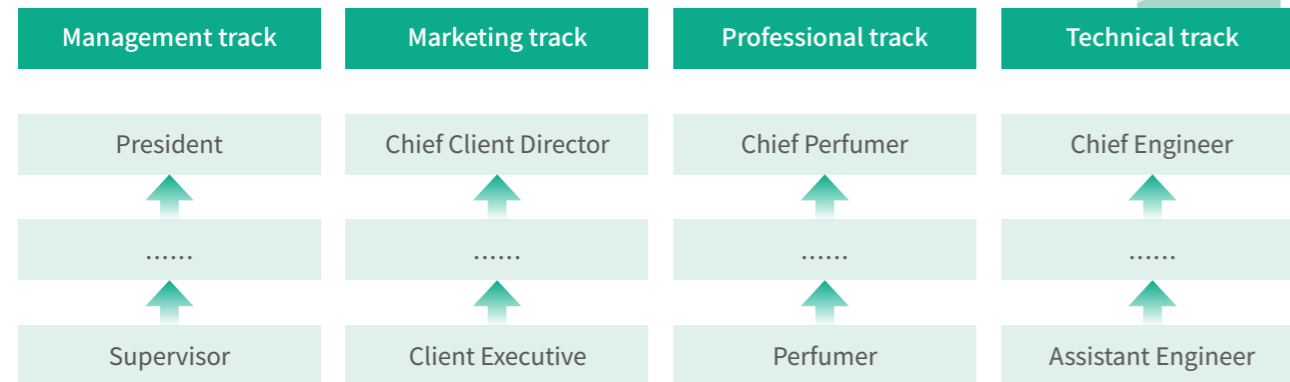 Management track
Marketing track
Professional track
Technical track
President
Chief Client Director
Chief Perfumer
Chief Engineer
......
......
......
......
Supervisor
Client Executive
Perfumer
Assistant Engineer